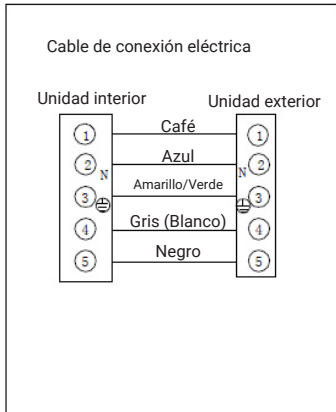 Cable de conexión eléctrica
Unidad interior Unidad exterior
1 Café 1
2 N Azul N 2
3 Amarillo/Verde 3
4 Gris (Blanco) 4
5 Negro 5